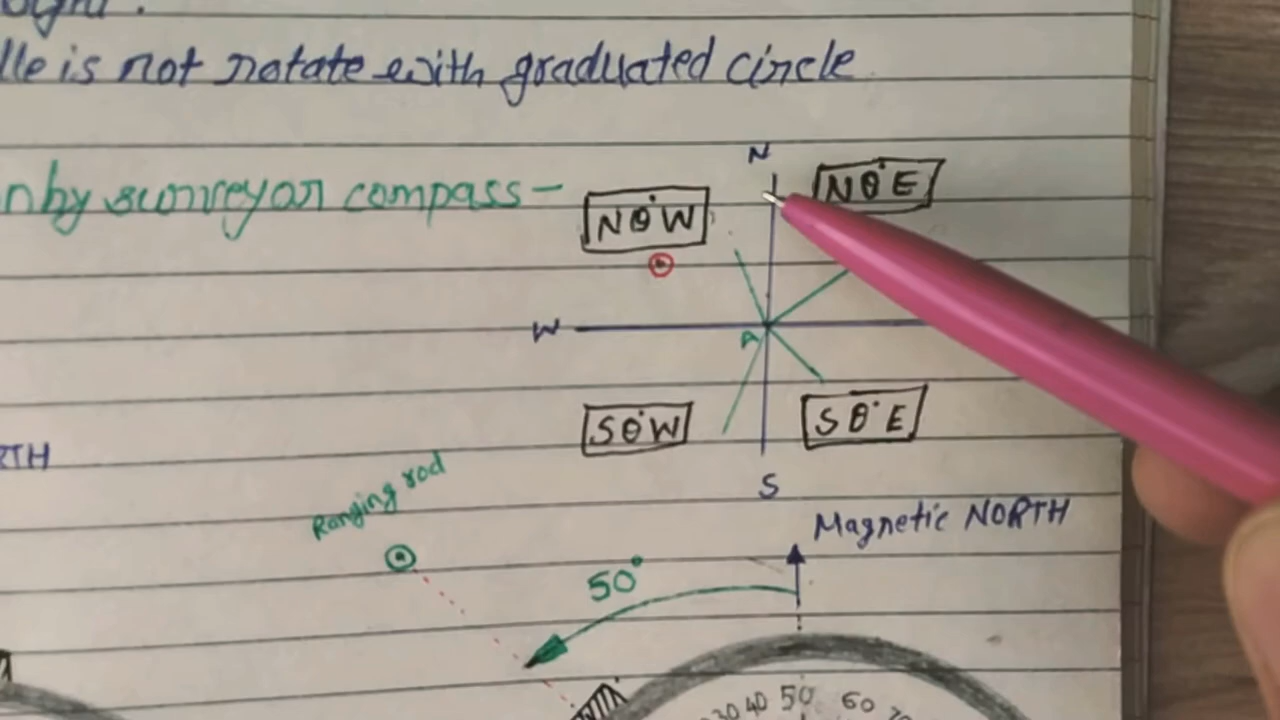 is not rotate with graduated circle
by surveyor compass-
N
NθW
NθE
W
A
SθW
SθE
S
RTH
Ranging rod
Magnetic NORTH
50°
30 40 50 60